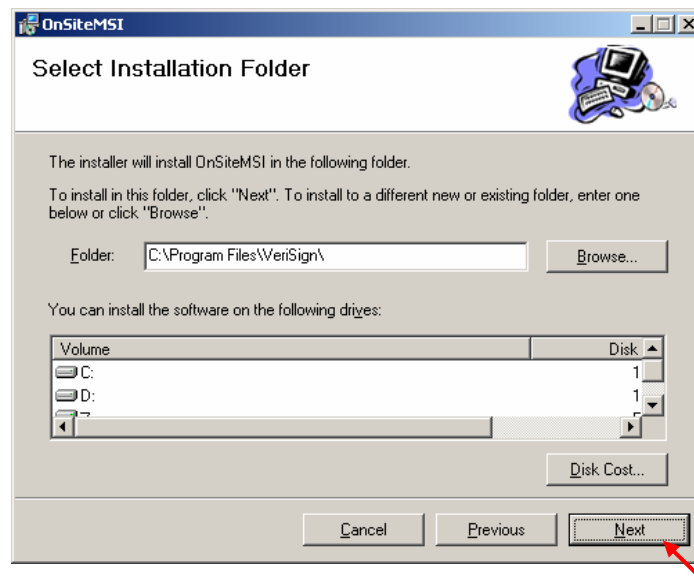 OnSiteMSI
Select Installation Folder
The installer will install OnSiteMSI in the following folder.
To install in this folder, click "Next". To install to a different new or existing folder, enter one
below or click "Browse".
Folder:
C:\Program Files\VeriSign\
Browse...
You can install the software on the following drives:
Volume Disk
C: 1
D: 1
Disk Cost...
Cancel Previous Next